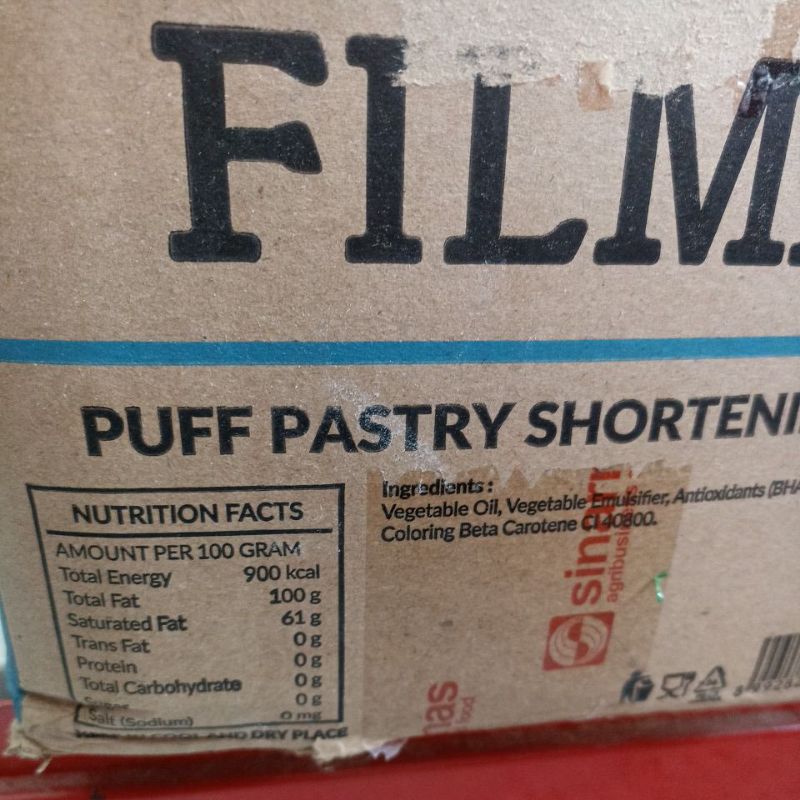 FILM
PUFF PASTRY SHORTENI
NUTRITION FACTS
AMOUNT PER 100 GRAM
Total Energy 900 kcal
Total Fat 100 g
Saturated Fat 61 g
Trans Fat 0 g
Protein 0 g
Total Carbohydrate 0 g
Sugar 0 g
Salt (Sodium) 0 mg
COOL AND DRY PLACE
Ingredients :
Vegetable Oil, Vegetable Emulsifier, Antioxidants (BHA
Coloring Beta Carotene CI 40800.
sinar
agribusiness
mas
food